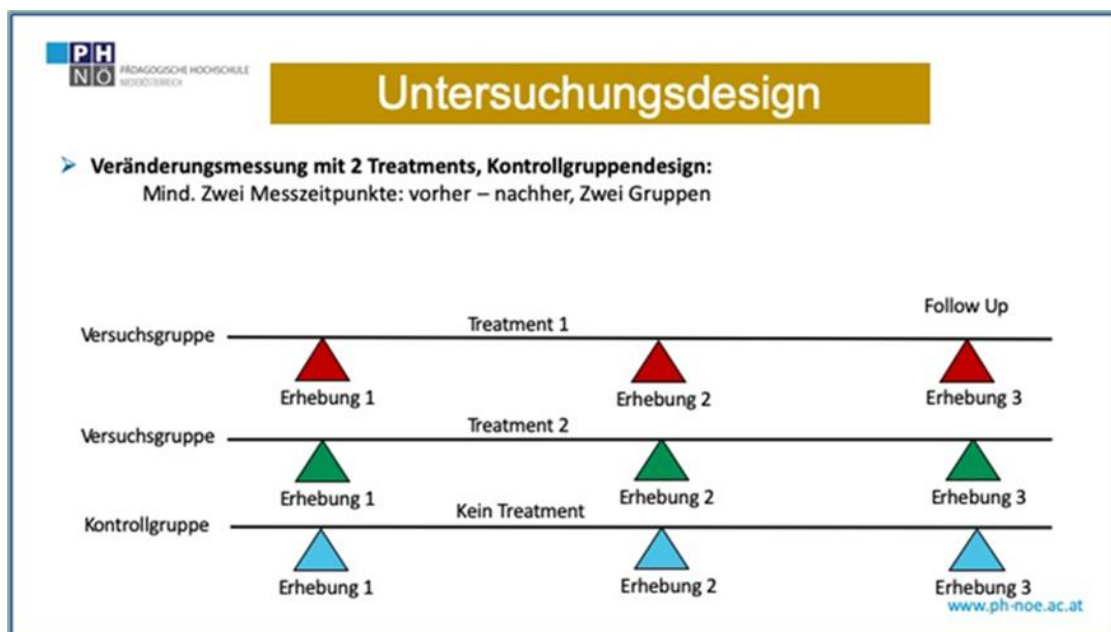 PH
NÖ
PÄDAGOGISCHE HOCHSCHULE
NIEDERÖSTERREICH
Untersuchungsdesign
Veränderungsmessung mit 2 Treatments, Kontrollgruppendesign:
Mind. Zwei Messzeitpunkte: vorher – nachher, Zwei Gruppen
Follow Up
Versuchsgruppe Treatment 1
Erhebung 1 Erhebung 2 Erhebung 3
Versuchsgruppe Treatment 2
Erhebung 1 Erhebung 2 Erhebung 3
Kontrollgruppe Kein Treatment
Erhebung 1 Erhebung 2 Erhebung 3
www.ph-noe.ac.at